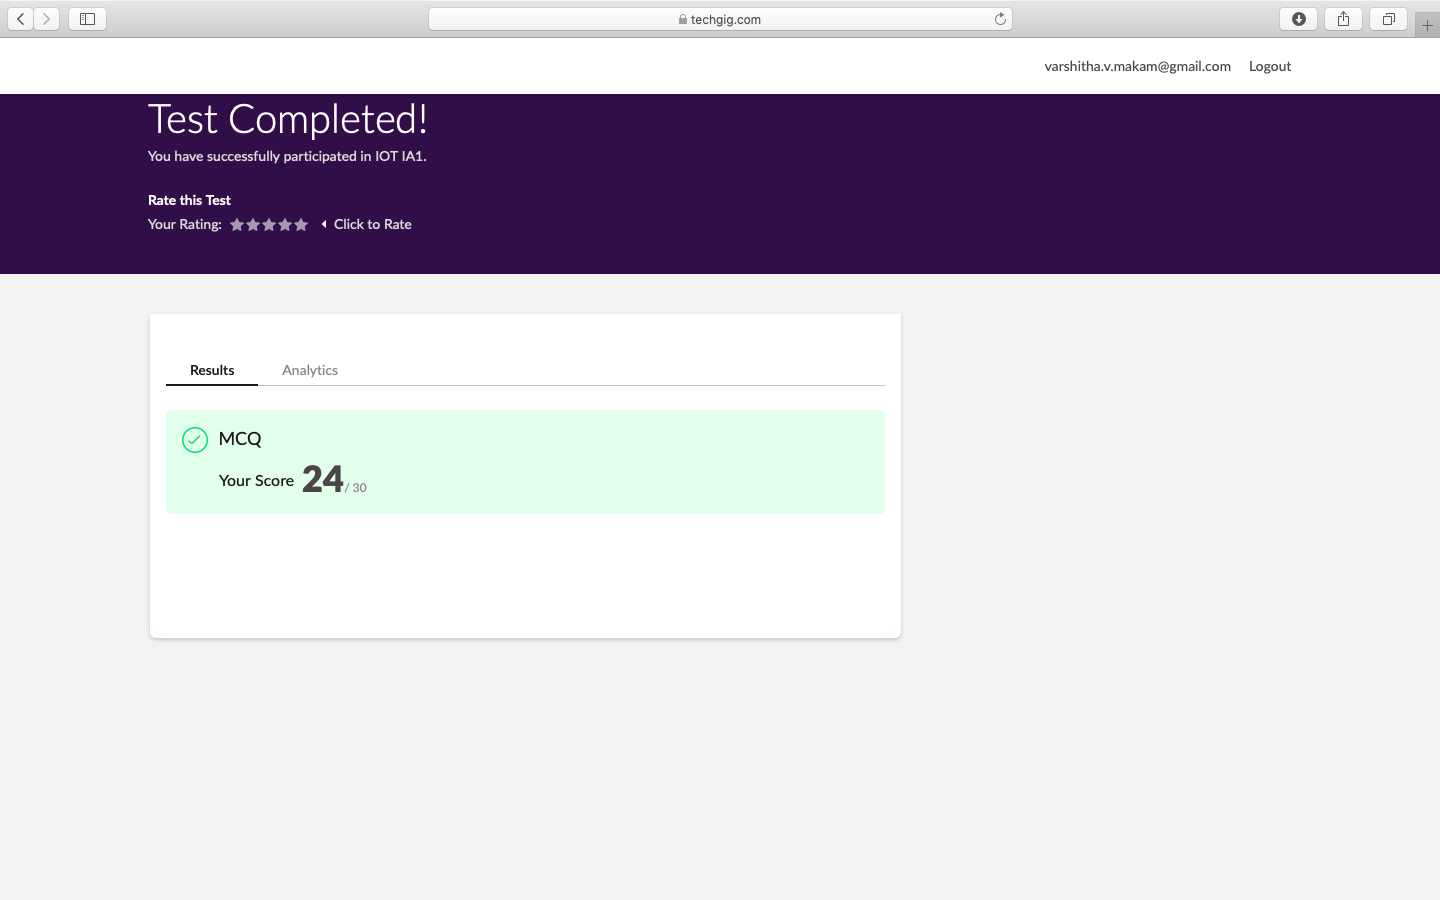 techgig.com
varshitha.v.makam@gmail.com Logout
Test Completed!
You have successfully participated in IOT IA1.
Rate this Test
Your Rating: Click to Rate
Results Analytics
MCQ
Your Score 24 / 30